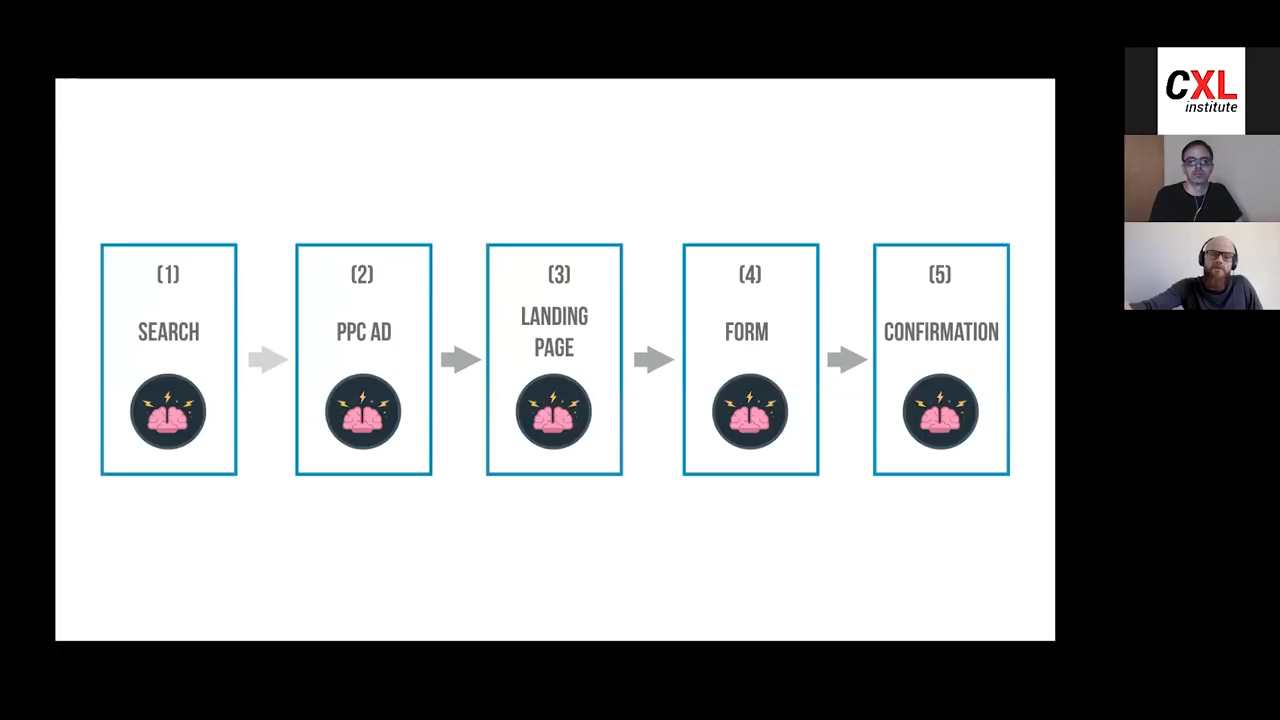 CXL
institute
(1)
SEARCH
(2)
PPC AD
(3)
LANDING
PAGE
(4)
FORM
(5)
CONFIRMATION